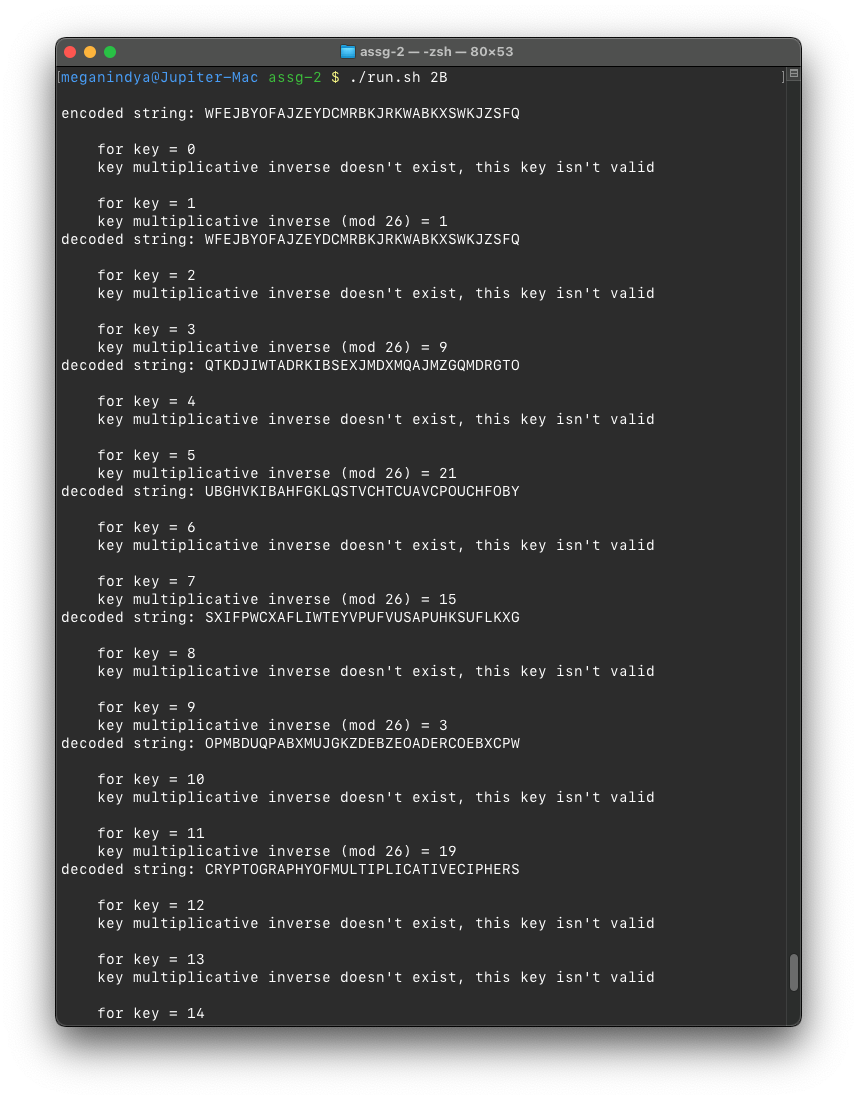 assg-2 — -zsh — 80×53
[meganindya@Jupiter-Mac assg-2 $ ./run.sh 2B ]
encoded string: WFEJBYOFAJZEYDCMRBKJRKWABKXSWKJZSFQ
for key = 0
key multiplicative inverse doesn't exist, this key isn't valid
for key = 1
key multiplicative inverse (mod 26) = 1
decoded string: WFEJBYOFAJZEYDCMRBKJRKWABKXSWKJZSFQ
for key = 2
key multiplicative inverse doesn't exist, this key isn't valid
for key = 3
key multiplicative inverse (mod 26) = 9
decoded string: QTKDJIWTADRKIBSEXJMDXMQAJMZGQMDRGTO
for key = 4
key multiplicative inverse doesn't exist, this key isn't valid
for key = 5
key multiplicative inverse (mod 26) = 21
decoded string: UBGHVKIBAHFGKLQSTVCHTCUAVCPOUCHFOBY
for key = 6
key multiplicative inverse doesn't exist, this key isn't valid
for key = 7
key multiplicative inverse (mod 26) = 15
decoded string: SXIFPWCXAFLIWTEYVPUFVUSAPUHKSUFLKXG
for key = 8
key multiplicative inverse doesn't exist, this key isn't valid
for key = 9
key multiplicative inverse (mod 26) = 3
decoded string: OPMBDUQPABXMUJGKZDEBZEOADERCOEBXCPW
for key = 10
key multiplicative inverse doesn't exist, this key isn't valid
for key = 11
key multiplicative inverse (mod 26) = 19
decoded string: CRYPTOGRAPHYOFMULTIPLICATIVECIPHERS
for key = 12
key multiplicative inverse doesn't exist, this key isn't valid
for key = 13
key multiplicative inverse doesn't exist, this key isn't valid
for key = 14